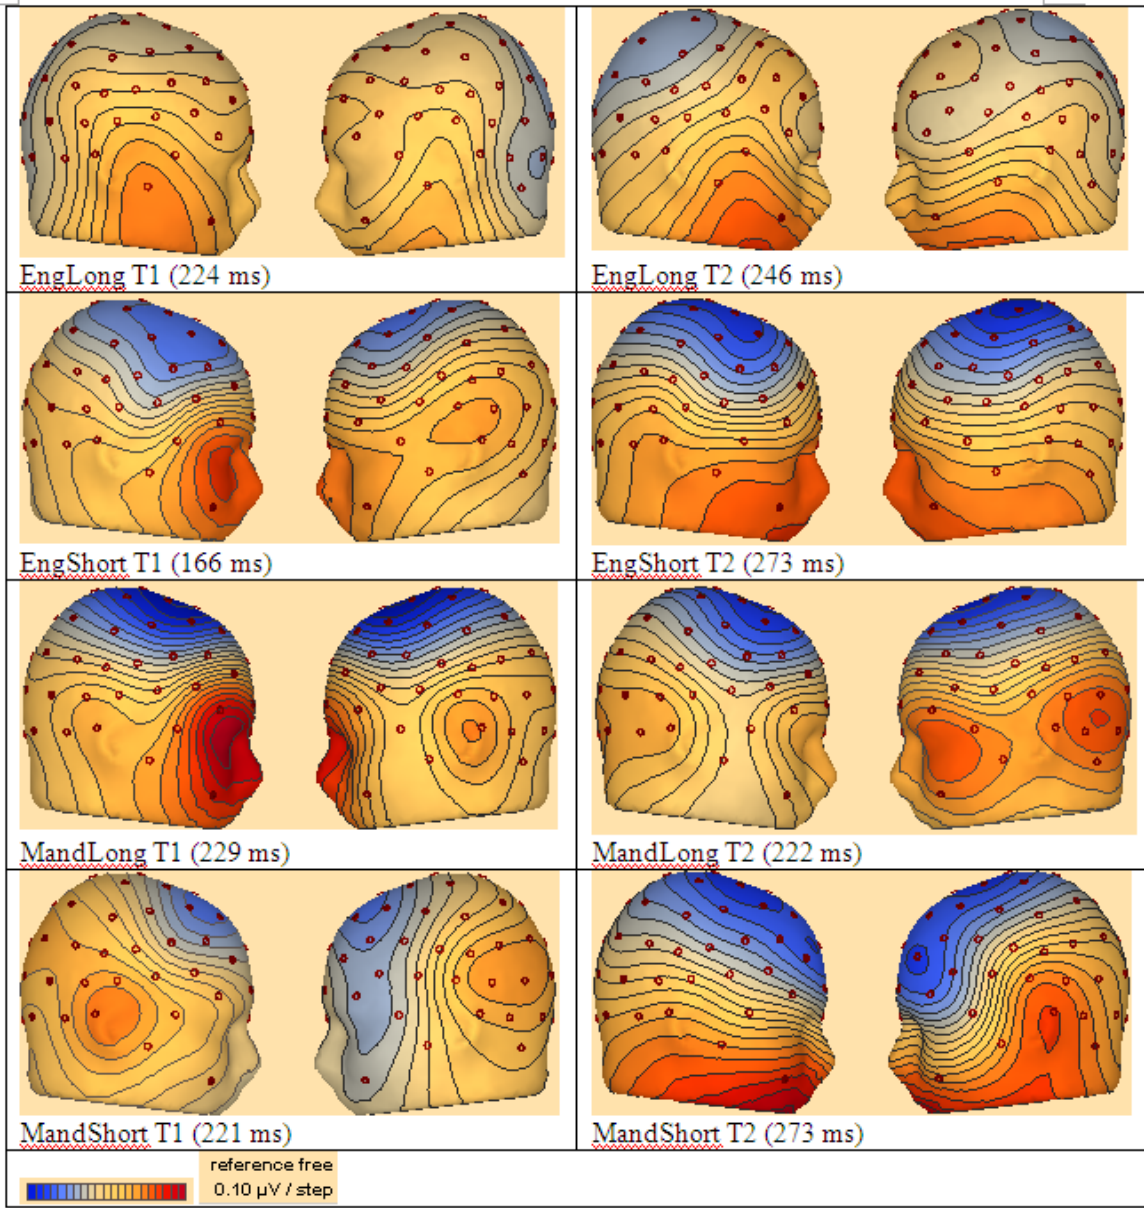 EngLong T1 (224 ms)
EngLong T2 (246 ms)
EngShort T1 (166 ms)
EngShort T2 (273 ms)
MandLong T1 (229 ms)
MandLong T2 (222 ms)
MandShort T1 (221 ms)
MandShort T2 (273 ms)
reference free
0.10 µV / step